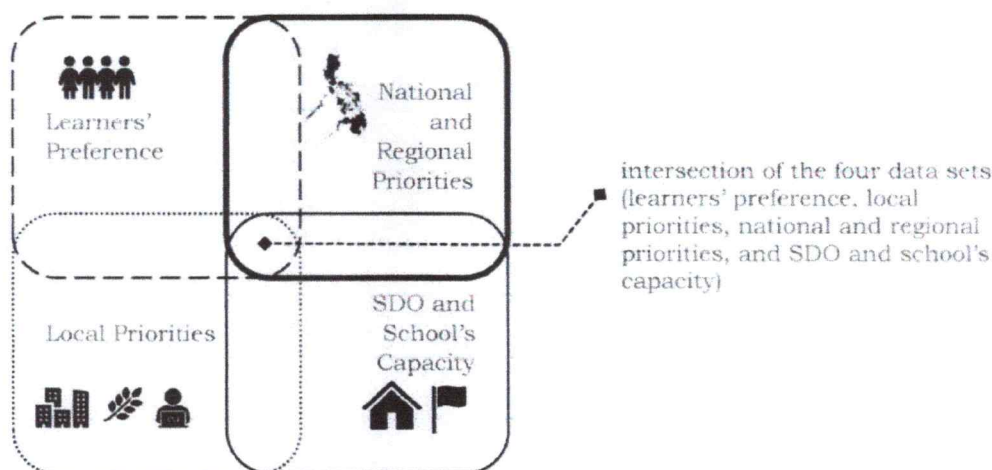 Learners'
Preference
National
and
Regional
Priorities
intersection of the four data sets
(learners' preference, local
priorities, national and regional
priorities, and SDO and school's
capacity)
Local Priorities
SDO and
School's
Capacity